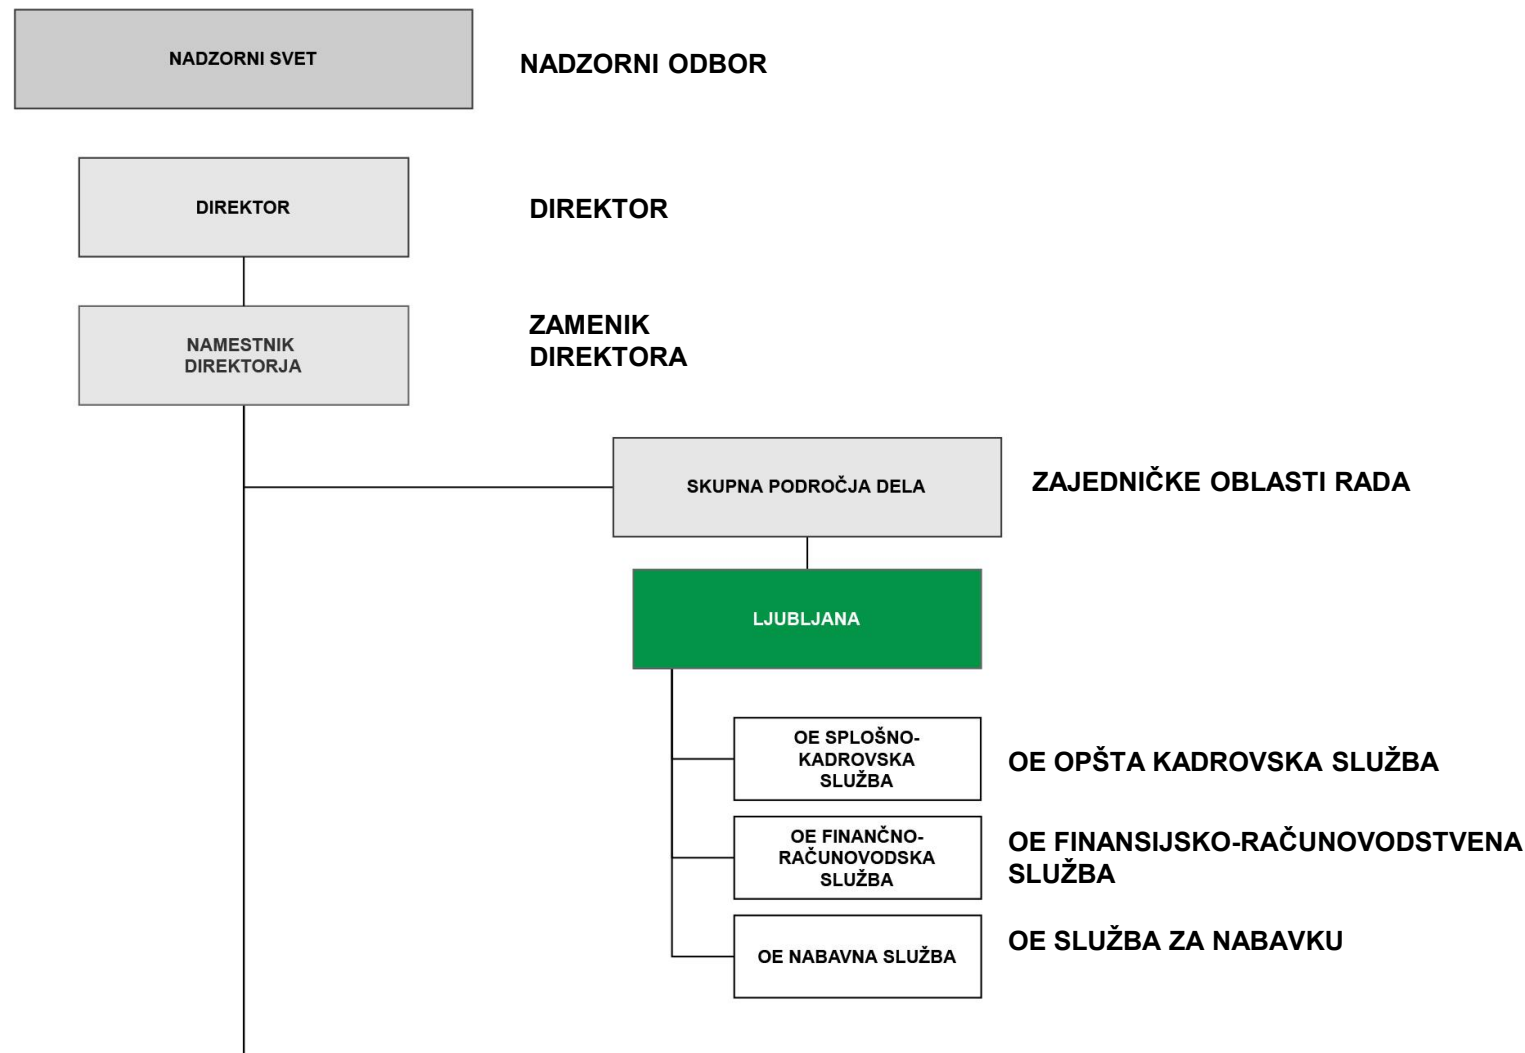 NADZORNI SVET
NADZORNI ODBOR
DIREKTOR
DIREKTOR
NAMESTNIK
DIREKTORJA
ZAMENIK
DIREKTORA
SKUPNA PODROČJA DELA
ZAJEDNIČKE OBLASTI RADA
LJUBLJANA
OE SPLOŠNO-
KADROVSKA
SLUŽBA
OE OPŠTA KADROVSKA SLUŽBA
OE FINANČNO-
RAČUNOVODSKA
SLUŽBA
OE FINANSIJSKO-RAČUNOVODSTVENA
SLUŽBA
OE NABAVNA SLUŽBA
OE SLUŽBA ZA NABAVKU